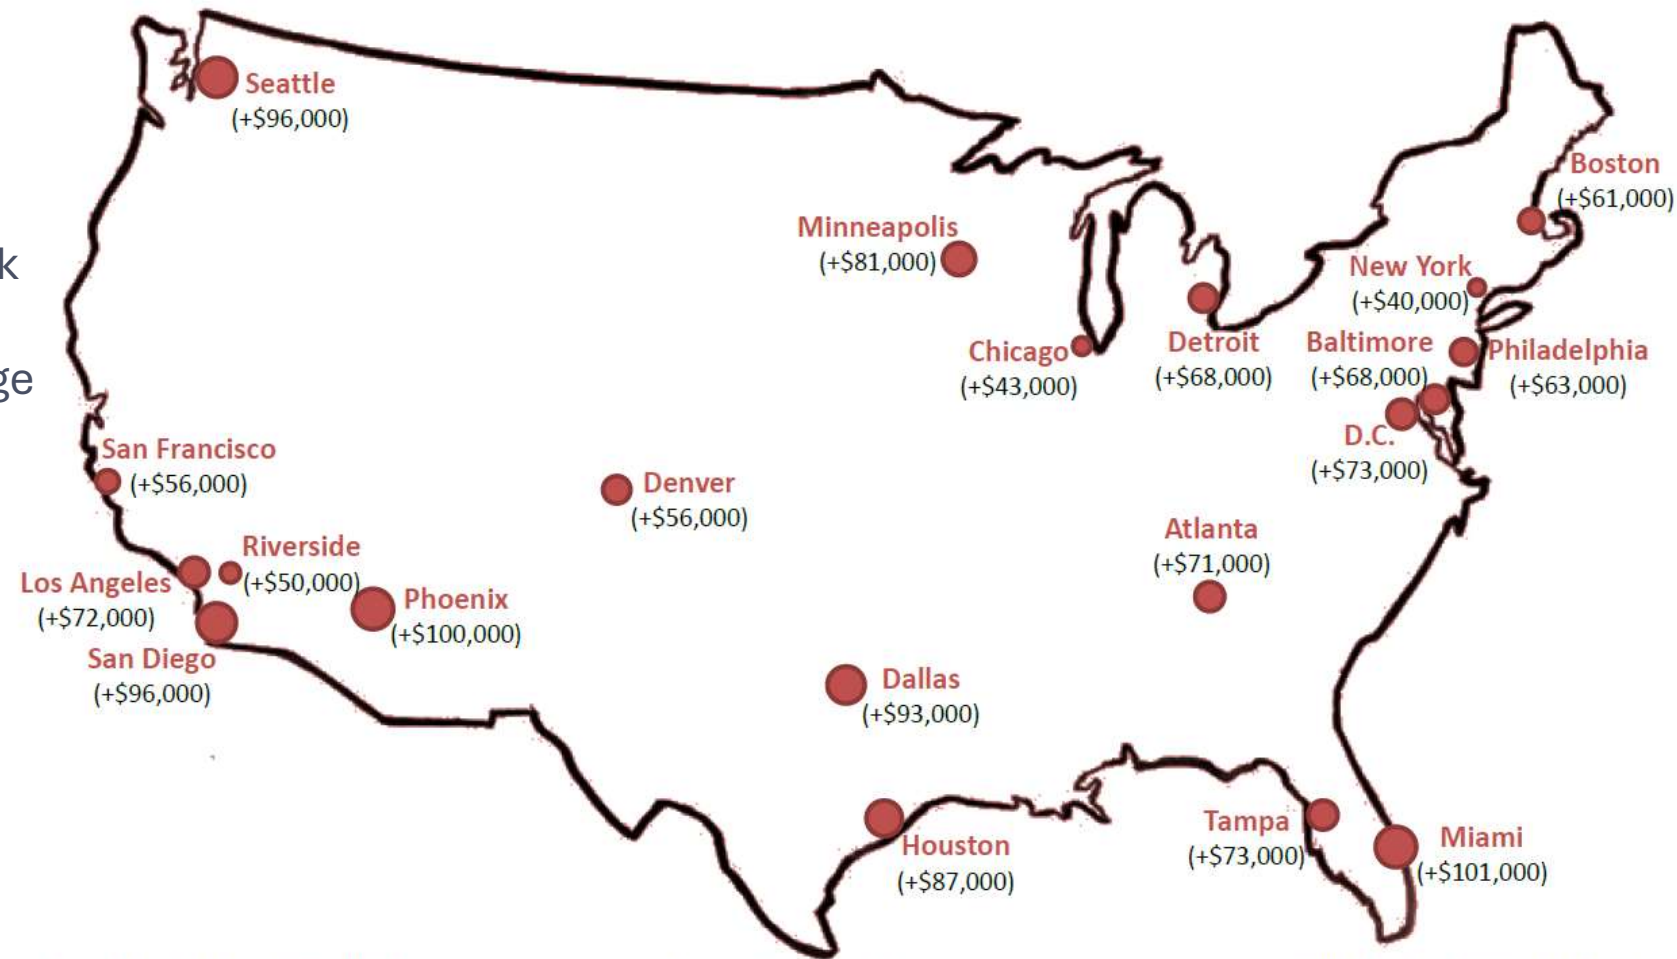 Seattle
(+$96,000)
Boston
(+$61,000)
Minneapolis
(+$81,000)
k
New York
(+$40,000)
Chicago
(+$43,000)
Detroit
(+$68,000)
Baltimore
(+$68,000)
Philadelphia
(+$63,000)
ge
D.C.
(+$73,000)
San Francisco
(+$56,000)
Denver
(+$56,000)
Atlanta
(+$71,000)
Riverside
(+$50,000)
Los Angeles
(+$72,000)
Phoenix
(+$100,000)
San Diego
(+$96,000)
Dallas
(+$93,000)
Houston
(+$87,000)
Tampa
(+$73,000)
Miami
(+$101,000)